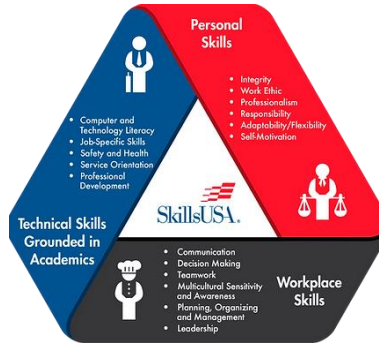 Personal
Skills
• Integrity
• Work Ethic
• Professionalism
• Responsibility
• Adaptability/Flexibility
• Self-Motivation
• Computer and
Technology Literacy
• Job-Specific Skills
• Safety and Health
• Service Orientation
• Professional
Development
Technical Skills
Grounded in
Academics
SkillsUSA.
• Communication
• Decision Making
• Teamwork
• Multicultural Sensitivity
and Awareness
• Planning, Organizing
and Management
• Leadership
Workplace
Skills